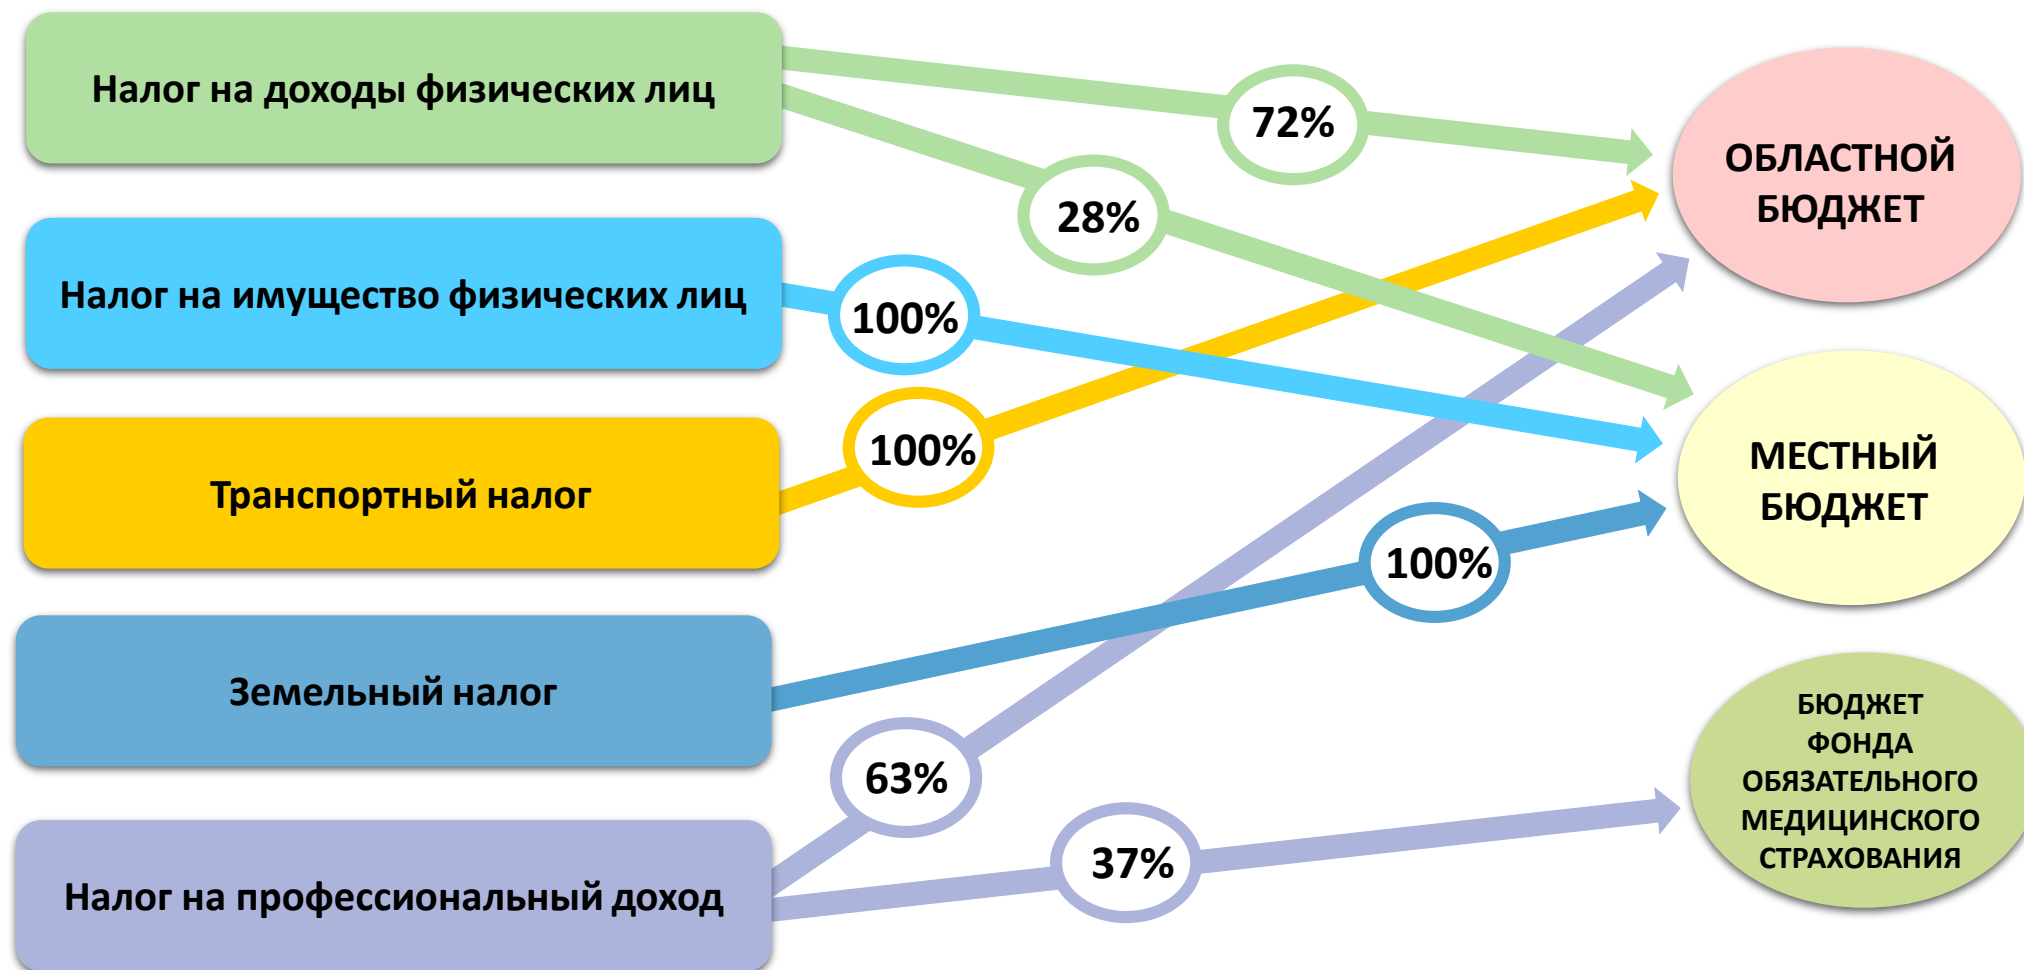 Налог на доходы физических лиц
72%
28%
ОБЛАСТНОЙ
БЮДЖЕТ
Налог на имущество физических лиц
100%
Транспортный налог
100%
МЕСТНЫЙ
БЮДЖЕТ
Земельный налог
100%
Налог на профессиональный доход
63%
37%
БЮДЖЕТ
ФОНДА
ОБЯЗАТЕЛЬНОГО
МЕДИЦИНСКОГО
СТРАХОВАНИЯ